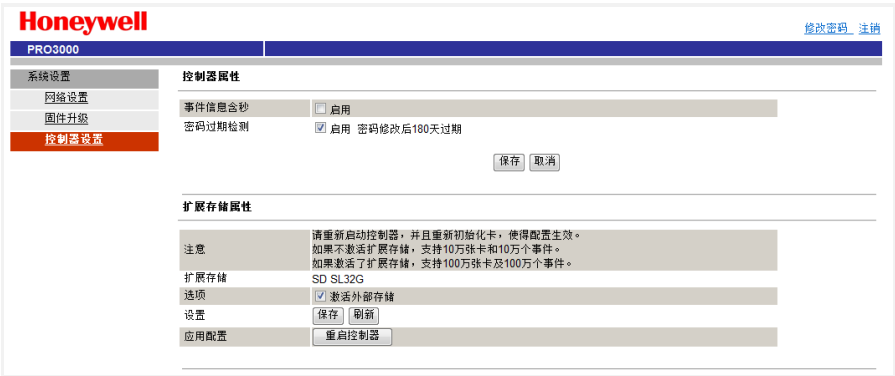 Honeywell
修改密码 注销
PRO3000
系统设置
网络设置
固件升级
控制器设置
控制器属性
事件信息含秒 启用
密码过期检测 启用 密码修改后180天过期
保存 取消
扩展存储属性
注意
请重新启动控制器，并且重新初始化卡，使得配置生效。
如果不激活扩展存储，支持10万张卡和10万个事件。
如果激活了扩展存储，支持100万张卡及100万个事件。
扩展存储 SD SL32G
选项 激活外部存储
设置 保存 刷新
应用配置 重启控制器